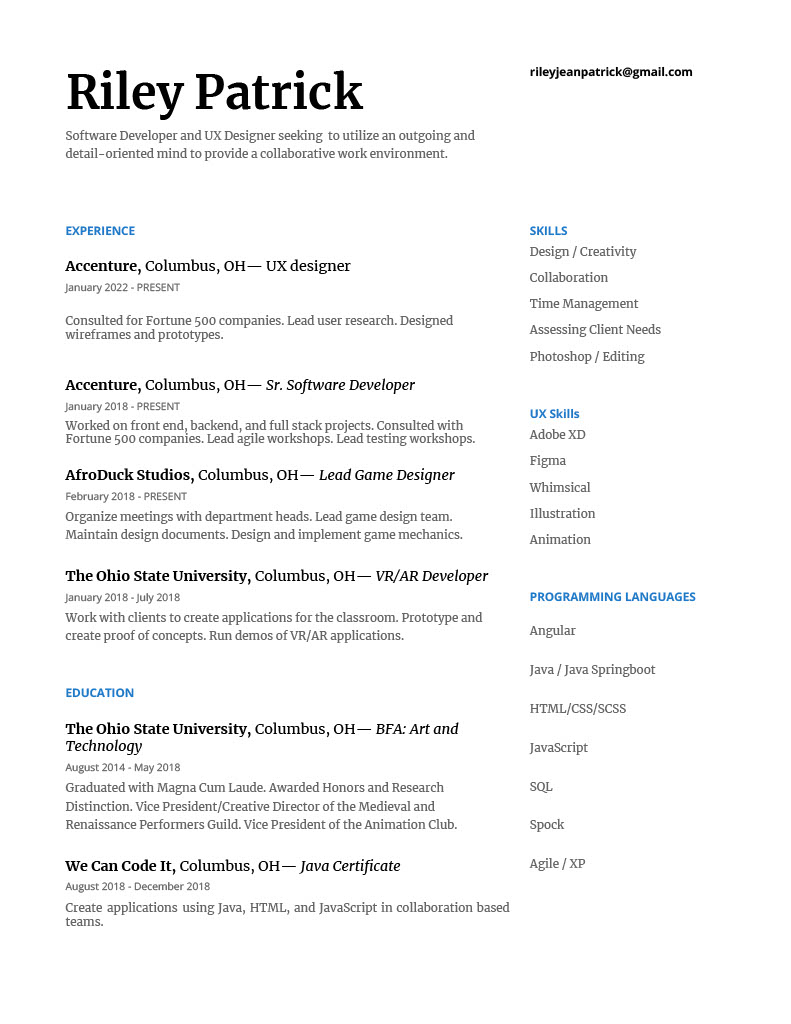 Riley Patrick
Software Developer and UX Designer seeking  to utilize an outgoing and
detail-oriented mind to provide a collaborative work environment.
rileyjeanpatrick@gmail.com
EXPERIENCE
Accenture, Columbus, OH— UX designer
January 2022 - PRESENT
Consulted for Fortune 500 companies. Lead user research. Designed
wireframes and prototypes.
Accenture, Columbus, OH— Sr. Software Developer
January 2018 - PRESENT
Worked on front end, backend, and full stack projects. Consulted with
Fortune 500 companies. Lead agile workshops. Lead testing workshops.
AfroDuck Studios, Columbus, OH— Lead Game Designer
February 2018 - PRESENT
Organize meetings with department heads. Lead game design team.
Maintain design documents. Design and implement game mechanics.
The Ohio State University, Columbus, OH— VR/AR Developer
January 2018 - July 2018
Work with clients to create applications for the classroom. Prototype and
create proof of concepts. Run demos of VR/AR applications.
EDUCATION
The Ohio State University, Columbus, OH— BFA: Art and
Technology
August 2014 - May 2018
Graduated with Magna Cum Laude. Awarded Honors and Research
Distinction. Vice President/Creative Director of the Medieval and
Renaissance Performers Guild. Vice President of the Animation Club.
We Can Code It, Columbus, OH— Java Certificate
August 2018 - December 2018
Create applications using Java, HTML, and JavaScript in collaboration based
teams.
SKILLS
Design / Creativity
Collaboration
Time Management
Assessing Client Needs
Photoshop / Editing
UX Skills
Adobe XD
Figma
Whimsical
Illustration
Animation
PROGRAMMING LANGUAGES
Angular
Java / Java Springboot
HTML/CSS/SCSS
JavaScript
SQL
Spock
Agile / XP